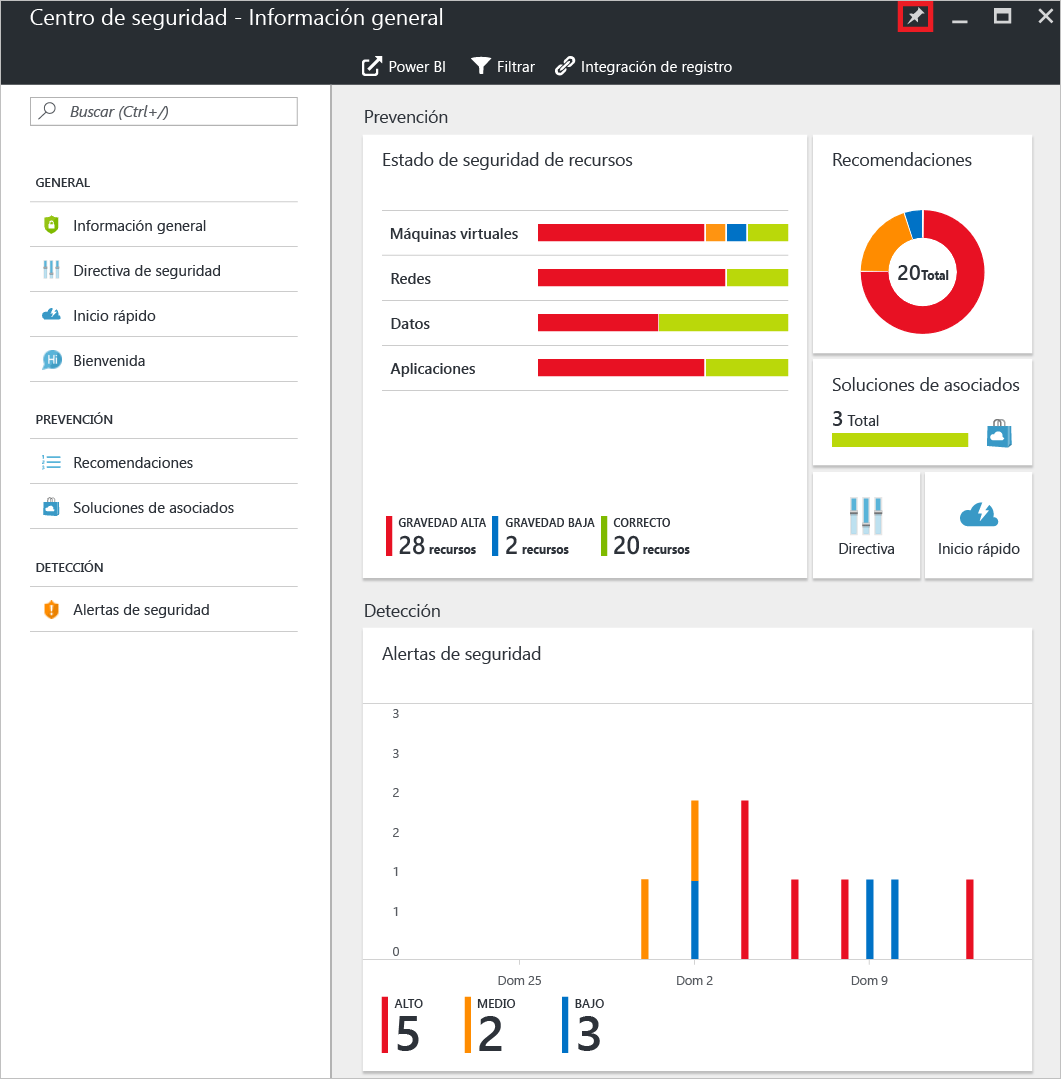 Centro de seguridad - Información general
Power BI
Filtrar
Integración de registro
Buscar (Ctrl+/)
GENERAL
Información general
Directiva de seguridad
Inicio rápido
Hi
Bienvenida
PREVENCIÓN
Recomendaciones
Soluciones de asociados
DETECCIÓN
Alertas de seguridad
Prevención
Estado de seguridad de recursos
Máquinas virtuales
Redes
Datos
Aplicaciones
GRAVEDAD ALTA
28 recursos
GRAVEDAD BAJA
2 recursos
CORRECTO
20 recursos
Recomendaciones
20 Total
Soluciones de asociados
3 Total
Directiva
Inicio rápido
Detección
Alertas de seguridad
3
3
2
2
1
1
0
Dom 25
Dom 2
Dom 9
ALTO
5
MEDIO
2
BAJO
3